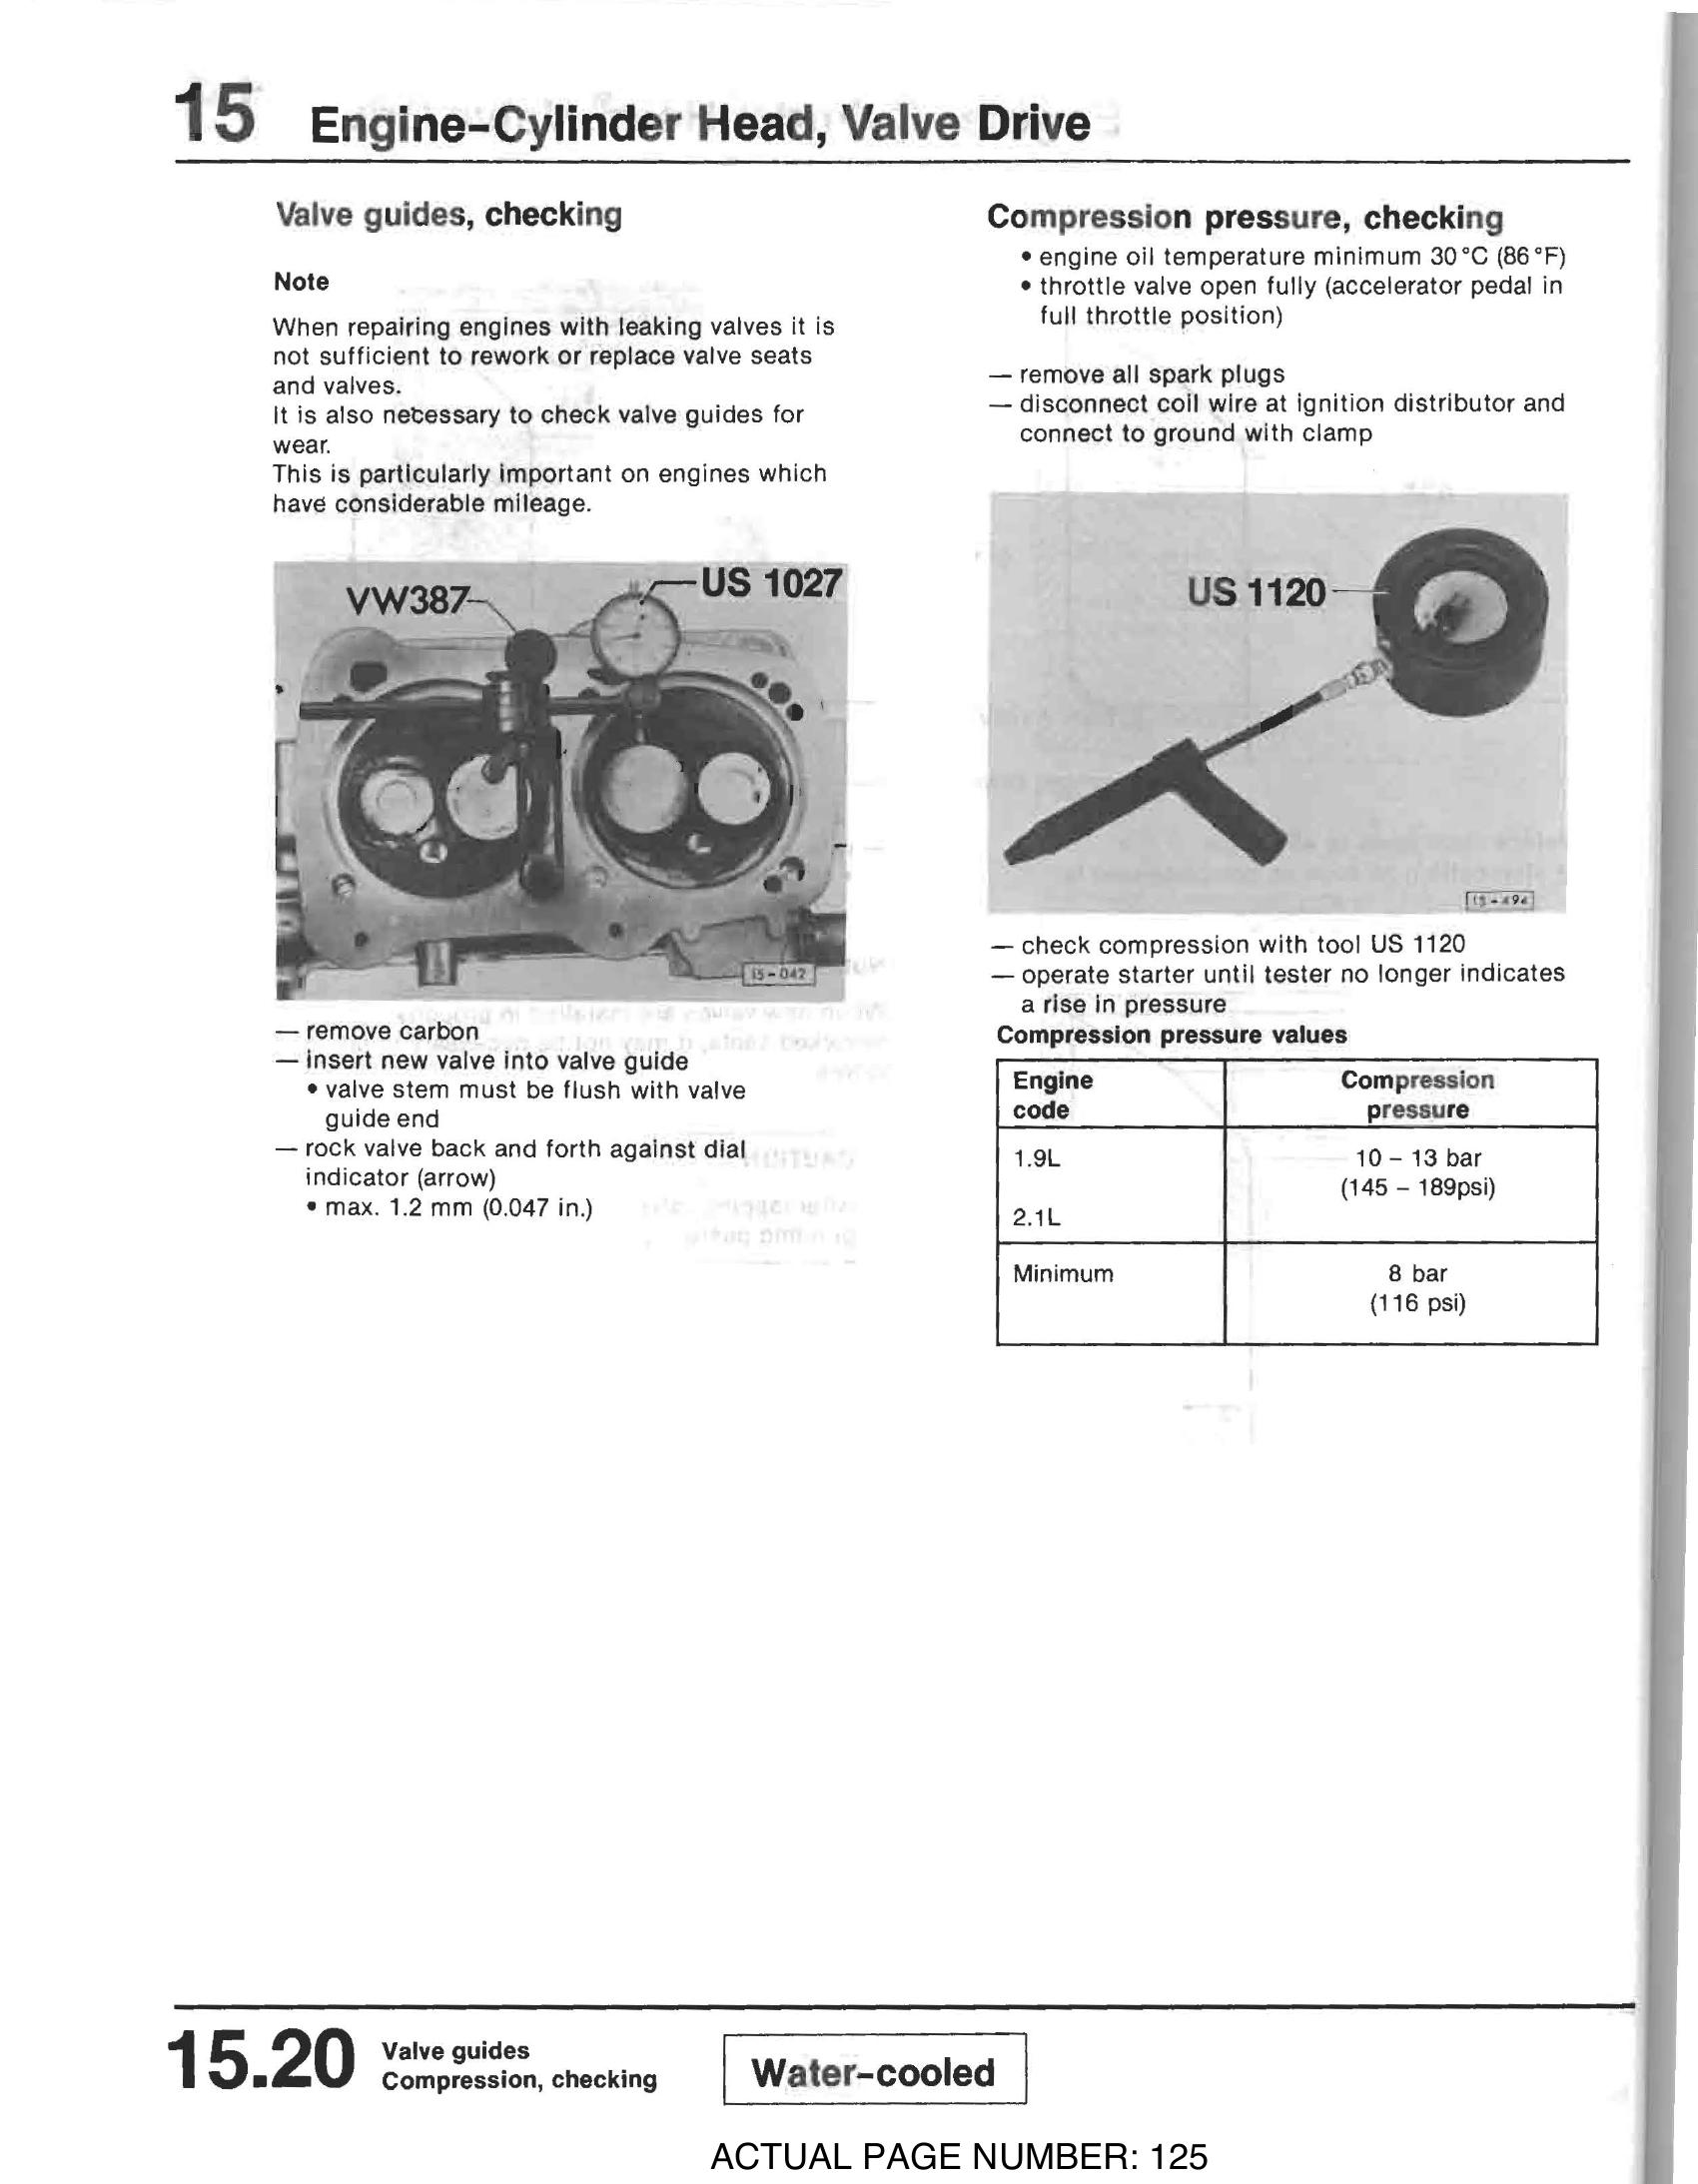 15 Engine-Cylinder Head, Valve Drive
Valve guides, checking
Note
When repairing engines with leaking valves it is
not sufficient to rework or replace valve seats
and valves.
It is also necessary to check valve guides for
wear.
This is particularly important on engines which
have considerable mileage.
VW387
US 1027
15-042
— remove carbon
— insert new valve into valve guide
• valve stem must be flush with valve
guide end
— rock valve back and forth against dial
indicator (arrow)
• max. 1.2 mm (0.047 in.)
Compression pressure, checking
• engine oil temperature minimum 30°C (86°F)
• throttle valve open fully (accelerator pedal in
full throttle position)
— remove all spark plugs
— disconnect coil wire at ignition distributor and
connect to ground with clamp
US 1120
15-494
— check compression with tool US 1120
— operate starter until tester no longer indicates
a rise in pressure
Compression pressure values
Engine Compression
code pressure
1.9L 10 – 13 bar
(145 – 189psi)
2.1L
Minimum 8 bar
(116 psi)
15.20
Valve guides
Compression, checking
Water-cooled
ACTUAL PAGE NUMBER: 125